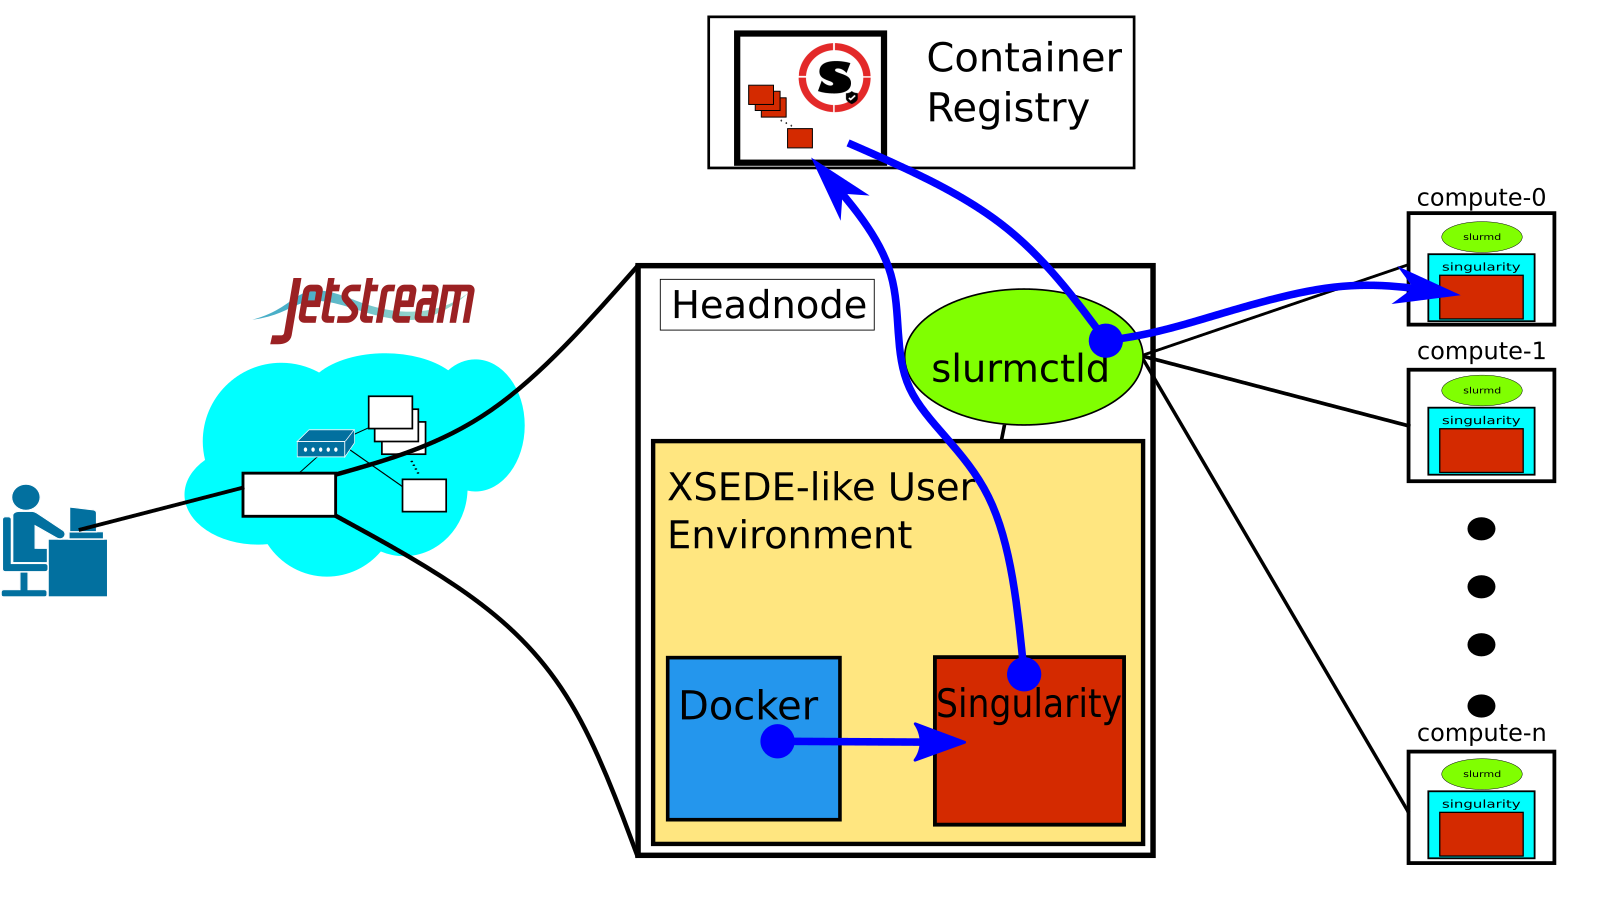 Container
Registry
S
Jetstream
Headnode
slurmctld
XSEDE-like User
Environment
Docker
Singularity
compute-0
slurmd
singularity
compute-1
slurmd
singularity
compute-n
slurmd
singularity